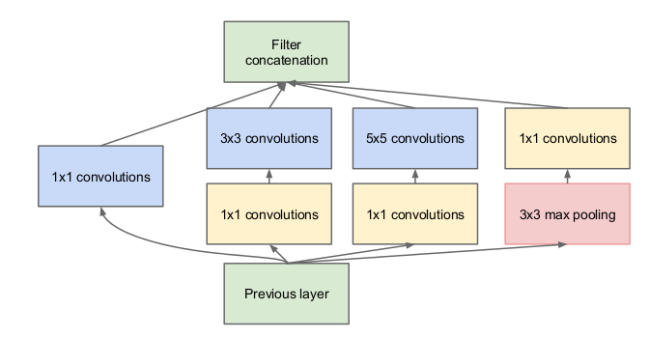 Filter
concatenation
3x3 convolutions
5x5 convolutions
1x1 convolutions
1x1 convolutions
1x1 convolutions
1x1 convolutions
3x3 max pooling
Previous layer